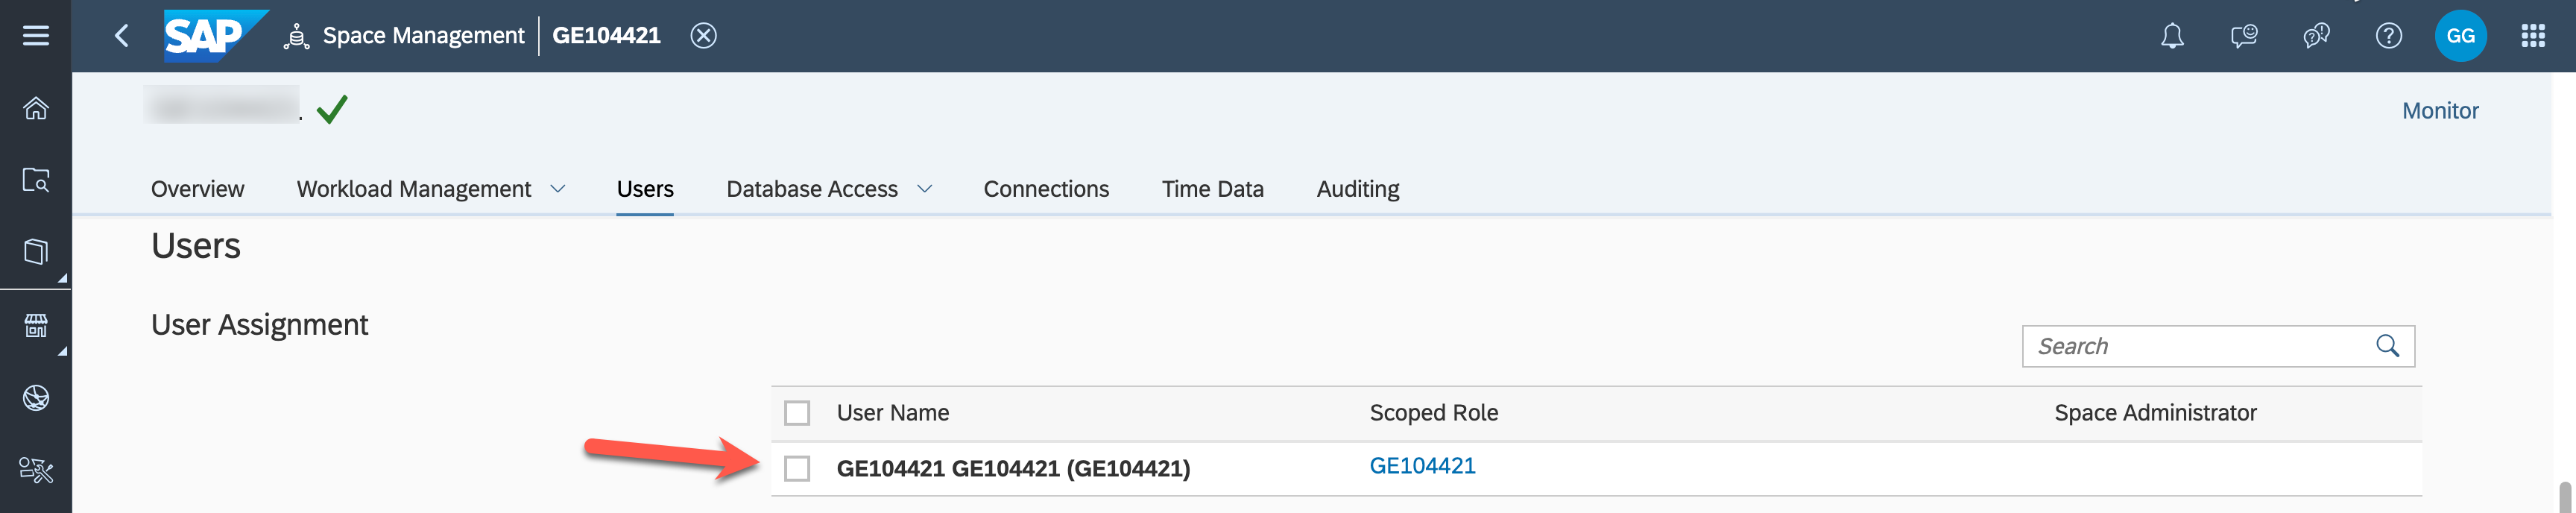 SAP Space Management GE104421 GG
Monitor
Overview Workload Management Users Database Access Connections Time Data Auditing
Users
User Assignment
Search
User Name Scoped Role Space Administrator
GE104421 GE104421 (GE104421) GE104421